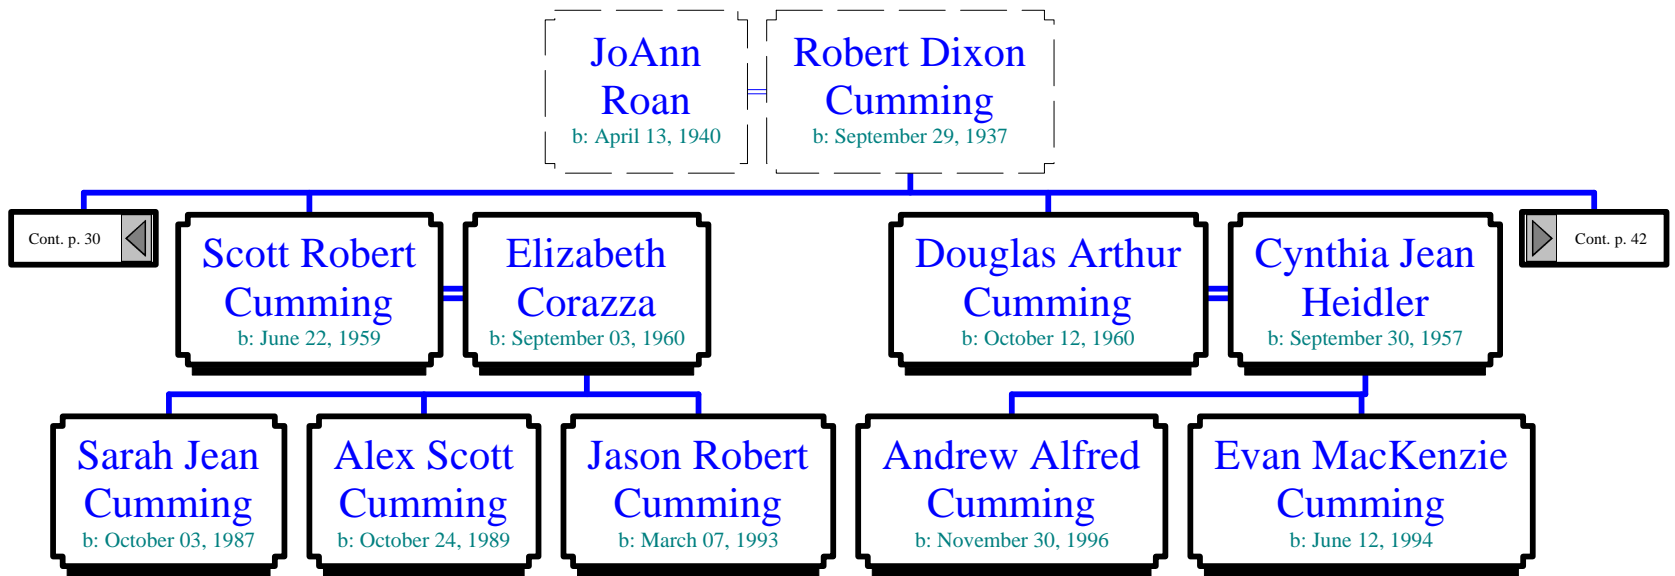 JoAnn
Roan
b: April 13, 1940
Robert Dixon
Cumming
b: September 29, 1937
Cont. p. 30
Scott Robert
Cumming
b: June 22, 1959
Elizabeth
Corazza
b: September 03, 1960
Douglas Arthur
Cumming
b: October 12, 1960
Cynthia Jean
Heidler
b: September 30, 1957
Cont. p. 42
Sarah Jean
Cumming
b: October 03, 1987
Alex Scott
Cumming
b: October 24, 1989
Jason Robert
Cumming
b: March 07, 1993
Andrew Alfred
Cumming
b: November 30, 1996
Evan MacKenzie
Cumming
b: June 12, 1994